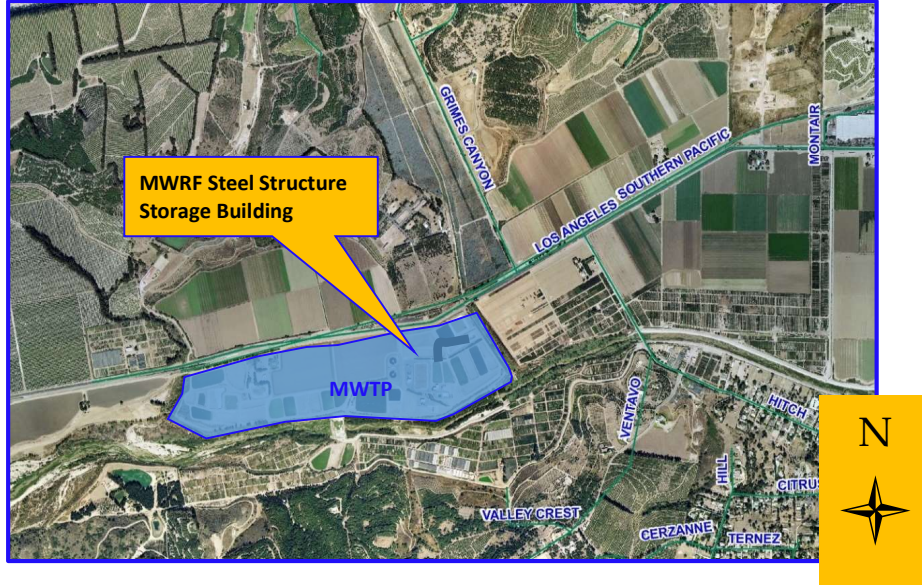 GRIMES CANYON
MONTAIR
LOS ANGELES SOUTHERN PACIFIC
MWRF Steel Structure
Storage Building
MWTP
VENTAVO
HITCH
HILL
CITRUS
VALLEY CREST
CERZANNE
TERNEZ
N